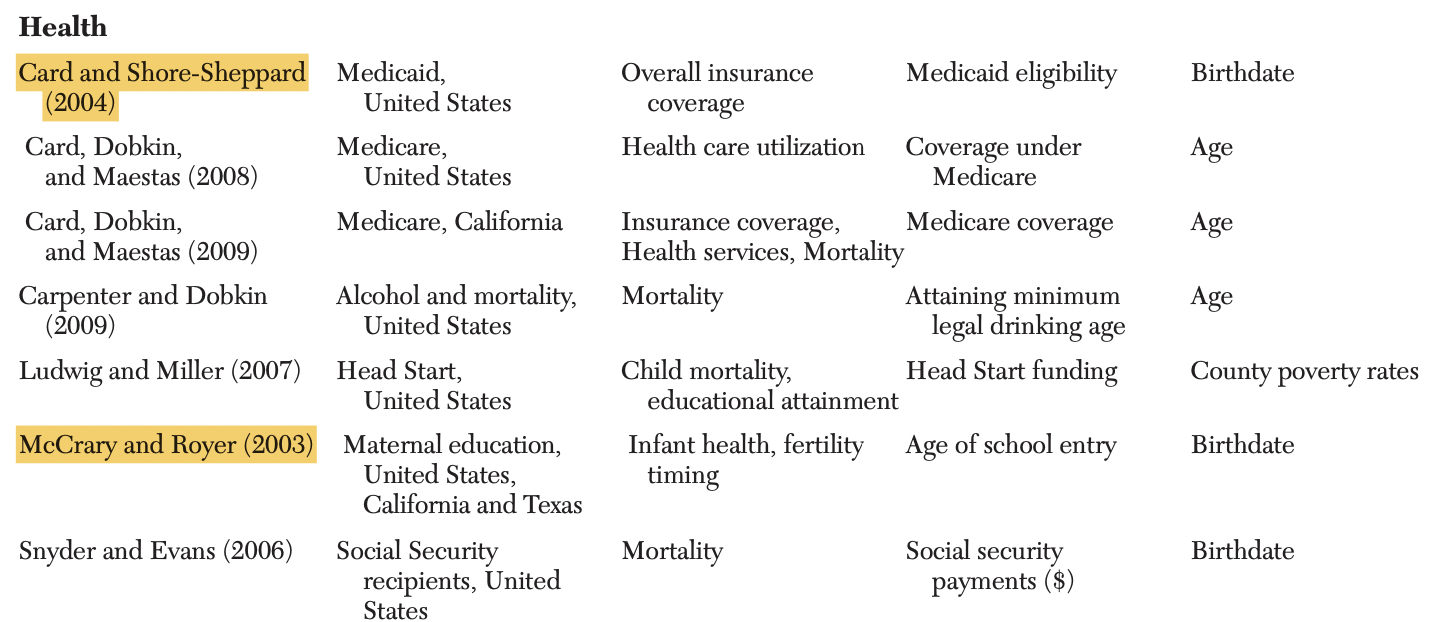 Health
Card and Shore-Sheppard Medicaid, Overall insurance Medicaid eligibility Birthdate
(2004) United States coverage
Card, Dobkin, Medicare, Health care utilization Coverage under Age
and Maestas (2008) United States Medicare
Card, Dobkin, Medicare, California Insurance coverage, Medicare coverage Age
and Maestas (2009) Health services, Mortality
Carpenter and Dobkin Alcohol and mortality, Mortality Attaining minimum Age
(2009) United States legal drinking age
Ludwig and Miller (2007) Head Start, Child mortality, Head Start funding County poverty rates
United States educational attainment
McCrary and Royer (2003) Maternal education, Infant health, fertility Age of school entry Birthdate
United States, timing
California and Texas
Snyder and Evans (2006) Social Security Mortality Social security Birthdate
recipients, United payments ($)
States